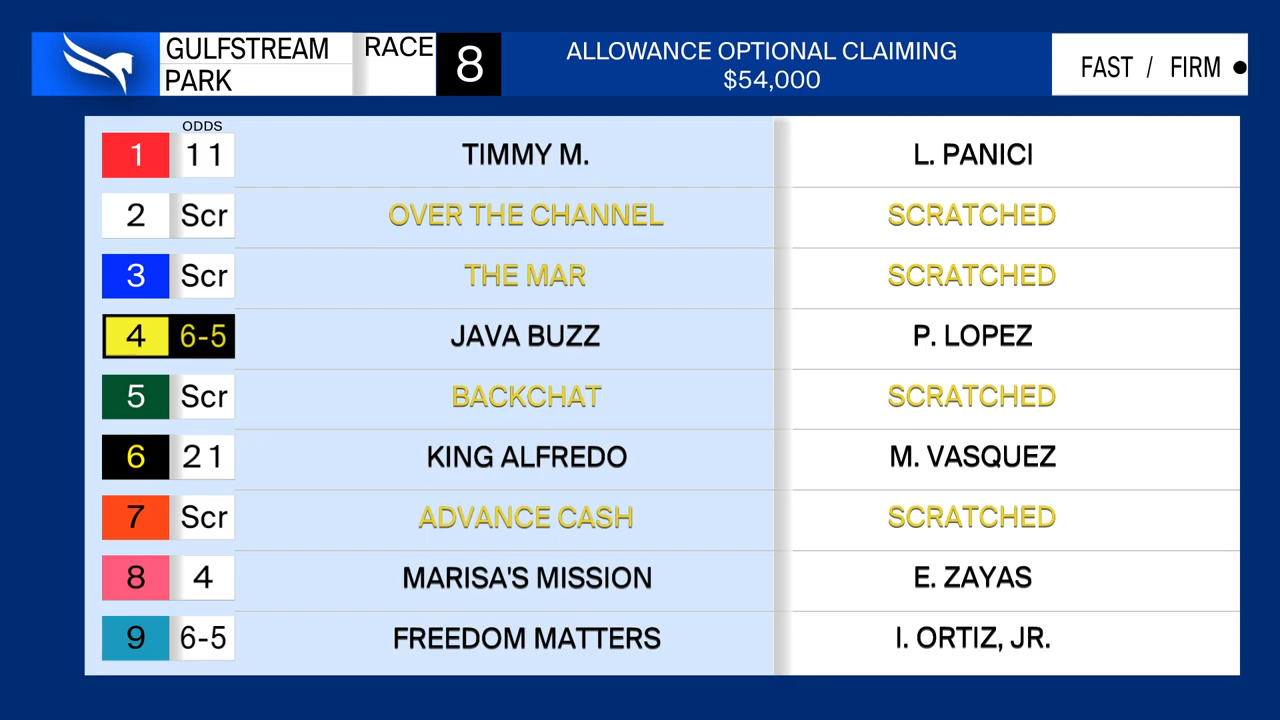 GULFSTREAM
PARK
RACE
8
ALLOWANCE OPTIONAL CLAIMING
$54,000
FAST / FIRM
ODDS
1 11 TIMMY M. L. PANICI
2 Scr OVER THE CHANNEL SCRATCHED
3 Scr THE MAR SCRATCHED
4 6-5 JAVA BUZZ P. LOPEZ
5 Scr BACKCHAT SCRATCHED
6 21 KING ALFREDO M. VASQUEZ
7 Scr ADVANCE CASH SCRATCHED
8 4 MARISA'S MISSION E. ZAYAS
9 6-5 FREEDOM MATTERS I. ORTIZ, JR.